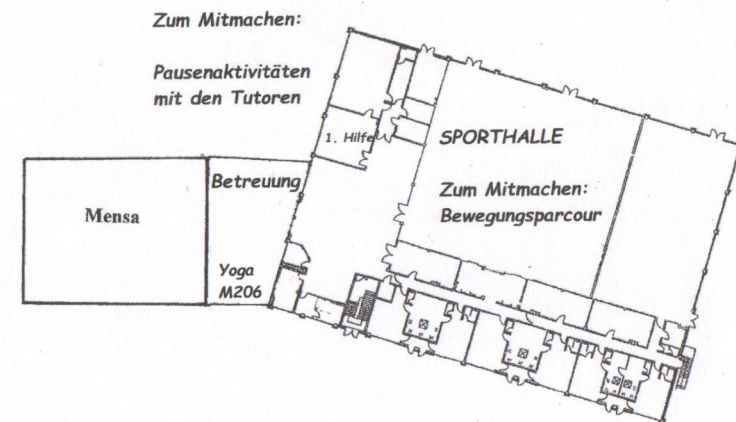 Zum Mitmachen:
Pausenaktivitäten
mit den Tutoren
1. Hilfe
SPORTHALLE
Betreuung
Zum Mitmachen:
Bewegungsparcour
Mensa
Yoga
M206